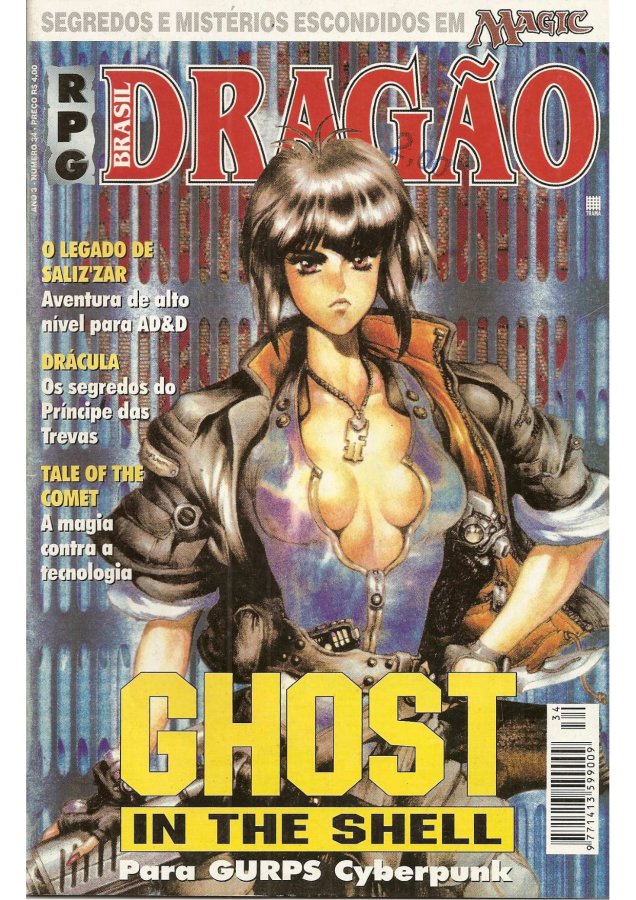 SEGREDOS E MISTÉRIOS ESCONDIDOS EM MAGIC
RPG
BRASIL
DRAGÃO
2,00
ANO 3 - NÚMERO 34 - PREÇO R$ 4,00
TRAMA
O LEGADO DE
SALIZ'ZAR
Aventura de alto
nível para AD&D
DRÁCULA
Os segredos do
Príncipe das
Trevas
TALE OF THE
COMET
A magia
contra a
tecnologia
GHOST
IN THE SHELL
Para GURPS Cyberpunk
34
9 771413 599009